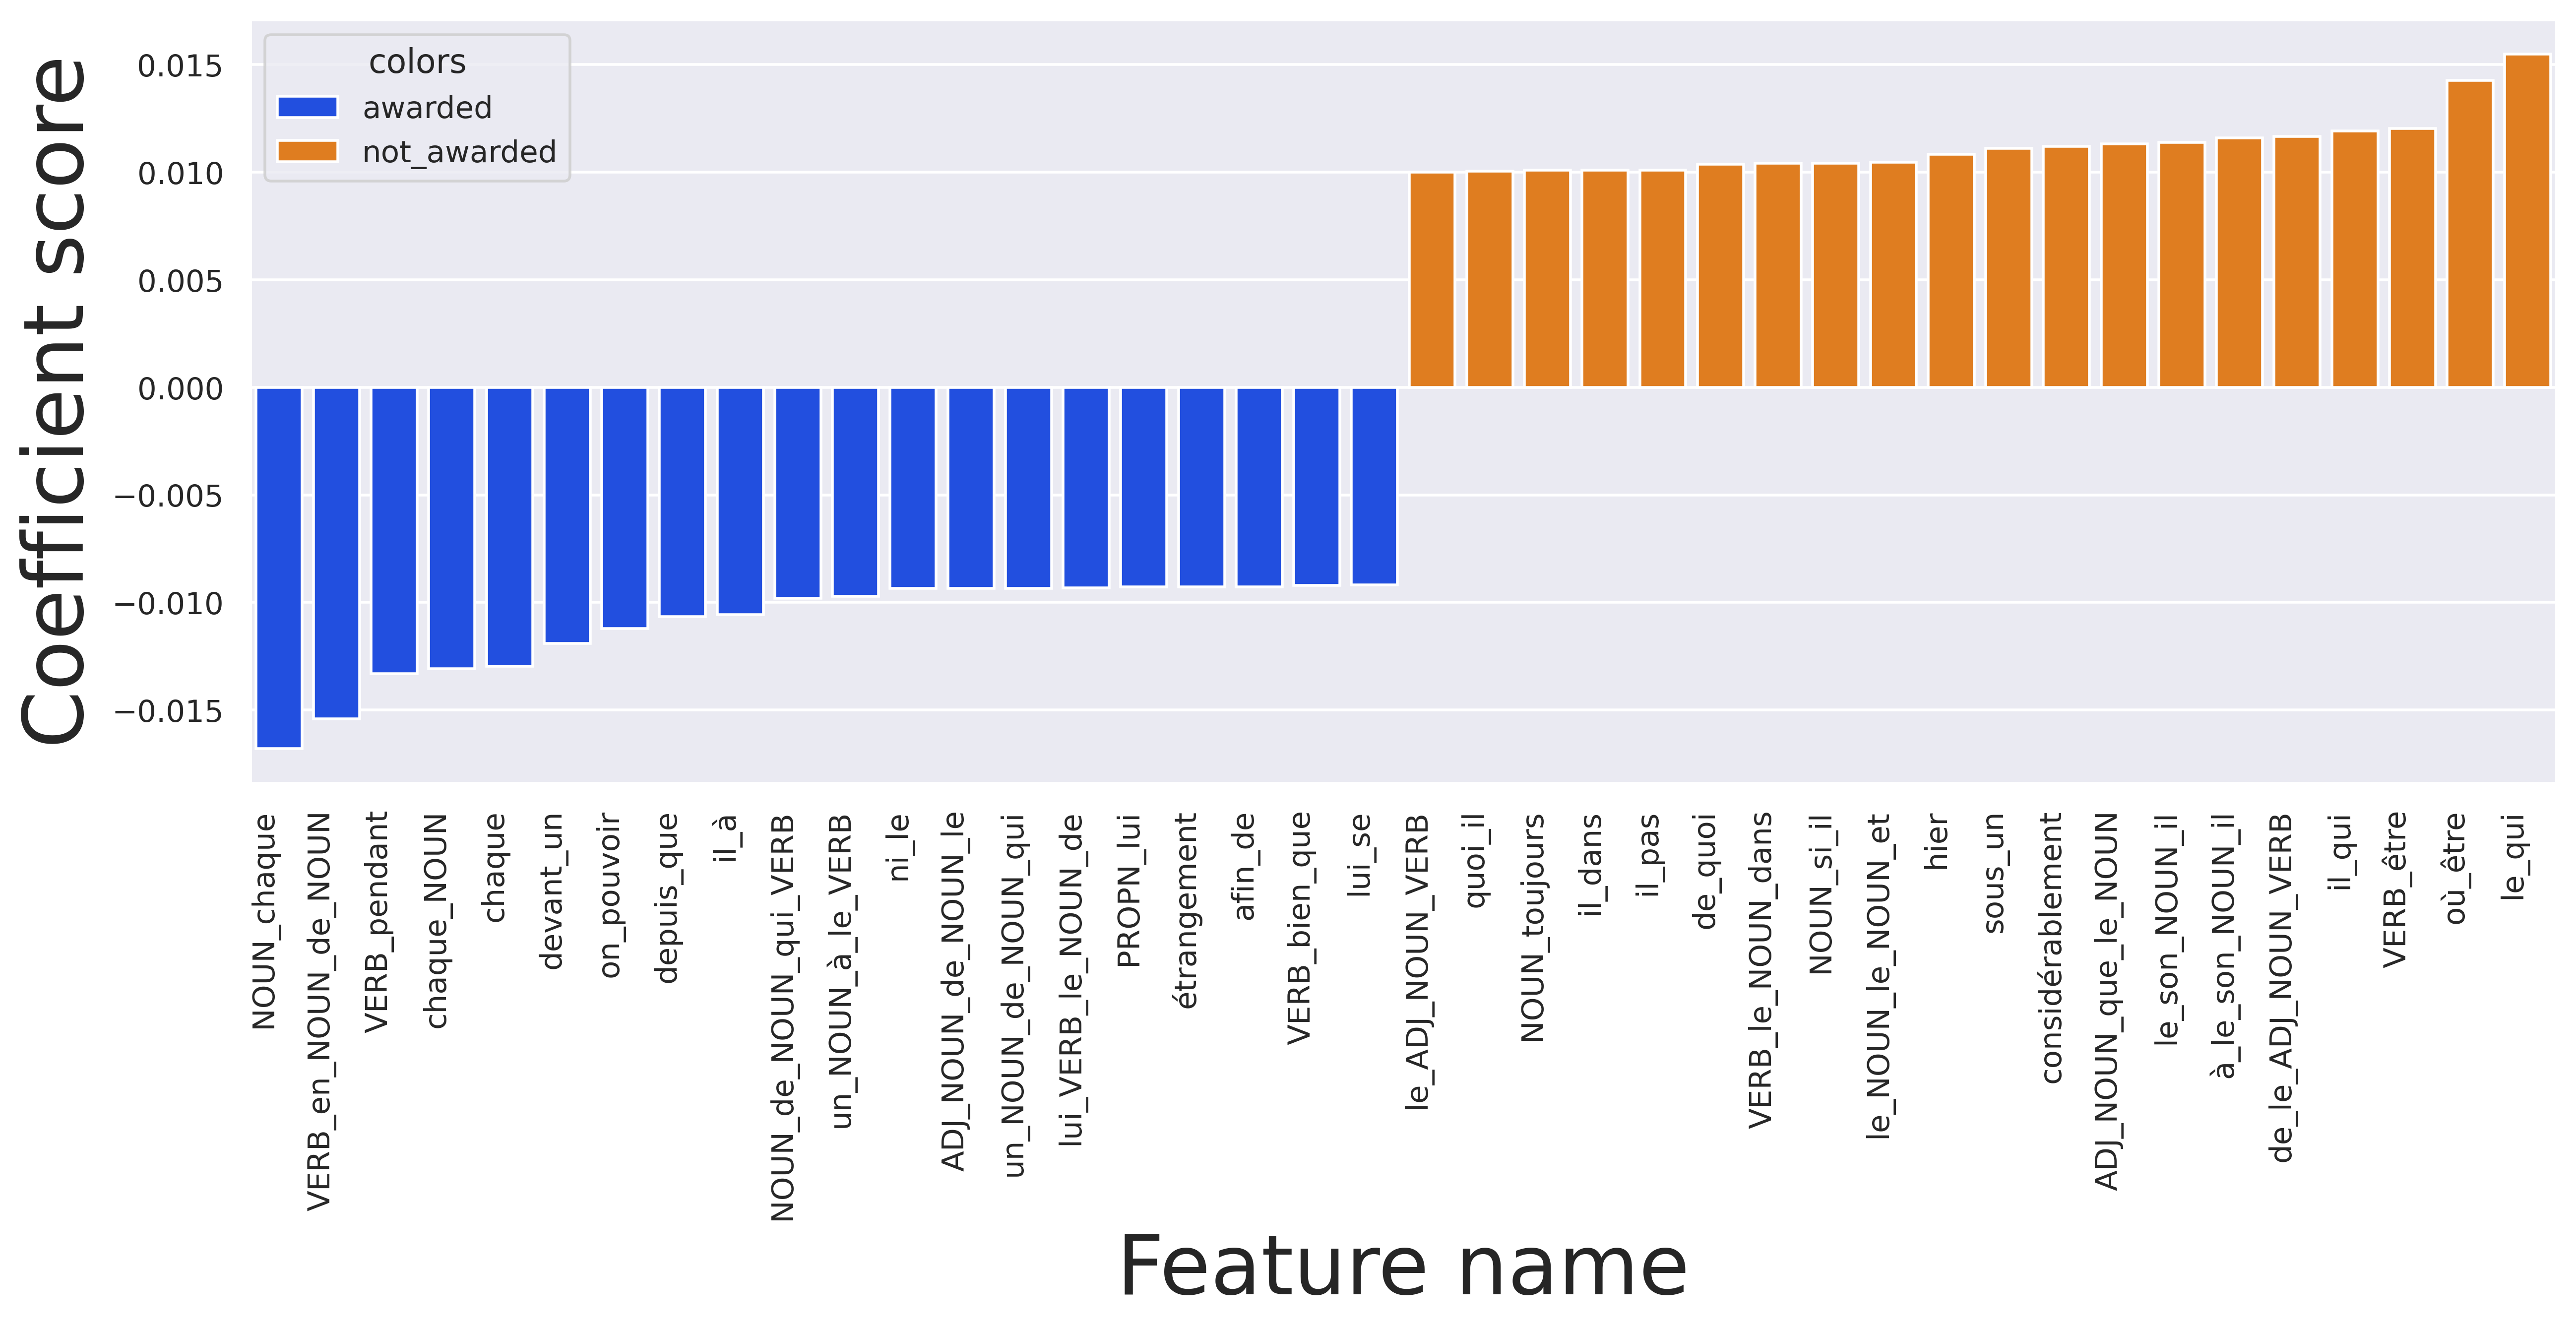 Coefficient score
0.015
0.010
0.005
0.000
−0.005
−0.010
−0.015
colors
awarded
not_awarded
NOUN_chaque
VERB_en_NOUN_de_NOUN
VERB_pendant
chaque_NOUN
chaque
devant_un
on_pouvoir
depuis_que
il_à
NOUN_de_NOUN_qui_VERB
un_NOUN_à_le_VERB
ni_le
ADJ_NOUN_de_NOUN_le
un_NOUN_de_NOUN_qui
lui_VERB_le_NOUN_de
PROPN_lui
étrangement
afin_de
VERB_bien_que
lui_se
le_ADJ_NOUN_VERB
quoi_il
NOUN_toujours
il_dans
il_pas
de_quoi
VERB_le_NOUN_dans
NOUN_si_il
le_NOUN_le_NOUN_et
hier
sous_un
considérablement
ADJ_NOUN_que_le_NOUN
le_son_NOUN_il
à_le_son_NOUN_il
de_le_ADJ_NOUN_VERB
il_qui
VERB_être
où_être
le_qui
Feature name